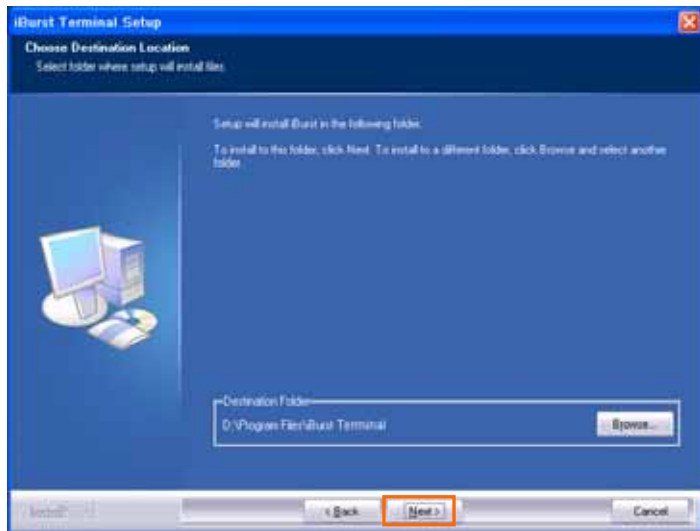 iBurst Terminal Setup
Choose Destination Location
Select folder where setup will install files.
Setup will install iBurst in the following folder.
To install to this folder, click Next. To install to a different folder, click Browse and select another
folder.
Destination Folder
D:\Program Files\iBurst Terminal
Browse...
< Back
Next >
Cancel